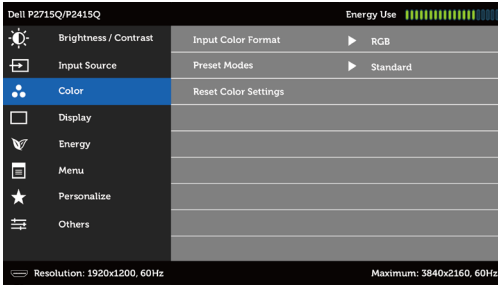 Dell P2715Q/P2415Q Energy Use
Brightness / Contrast Input Color Format RGB
Input Source Preset Modes Standard
Color Reset Color Settings
Display
Energy
Menu
Personalize
Others
Resolution: 1920x1200, 60Hz Maximum: 3840x2160, 60Hz